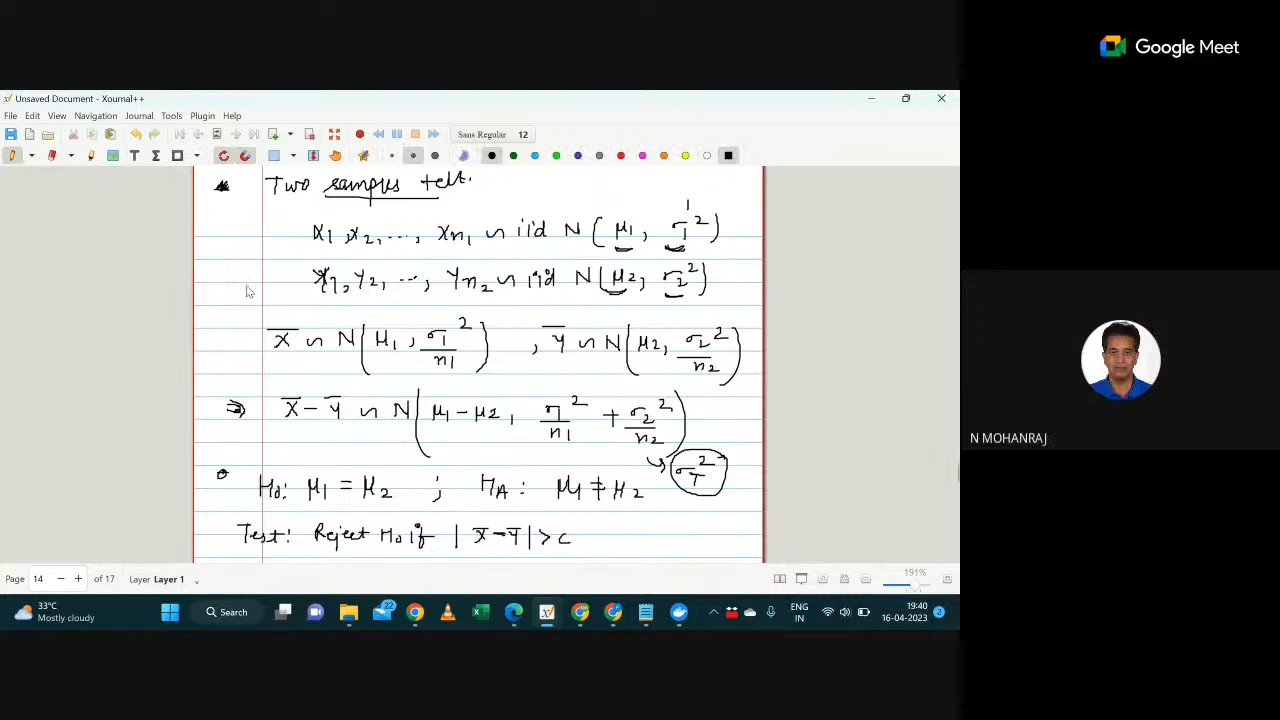 Google Meet
Unsaved Document - Xournal++
File Edit View Navigation Journal Tools Plugin Help
Sans Regular 12
Two samples test.
X1, X2, ..., Xn1 ~ iid N(μ1, σ1²)
Y1, Y2, ..., Yn2 ~ iid N(μ2, σ2²)
X̄ ~ N(μ1, σ1²/n1) , Ȳ ~ N(μ2, σ2²/n2)
⇒ X̄ - Ȳ ~ N(μ1 - μ2, σ1²/n1 + σ2²/n2)
→ σT²
H0: μ1 = μ2 ; HA: μ1 ≠ μ2
Test: Reject H0 if | X̄ - Ȳ | > c
N MOHANRAJ
Page 14 of 17 Layer Layer 1 191%
33°C
Mostly cloudy
Search
22
ENG
IN
19:40
16-04-2023
2